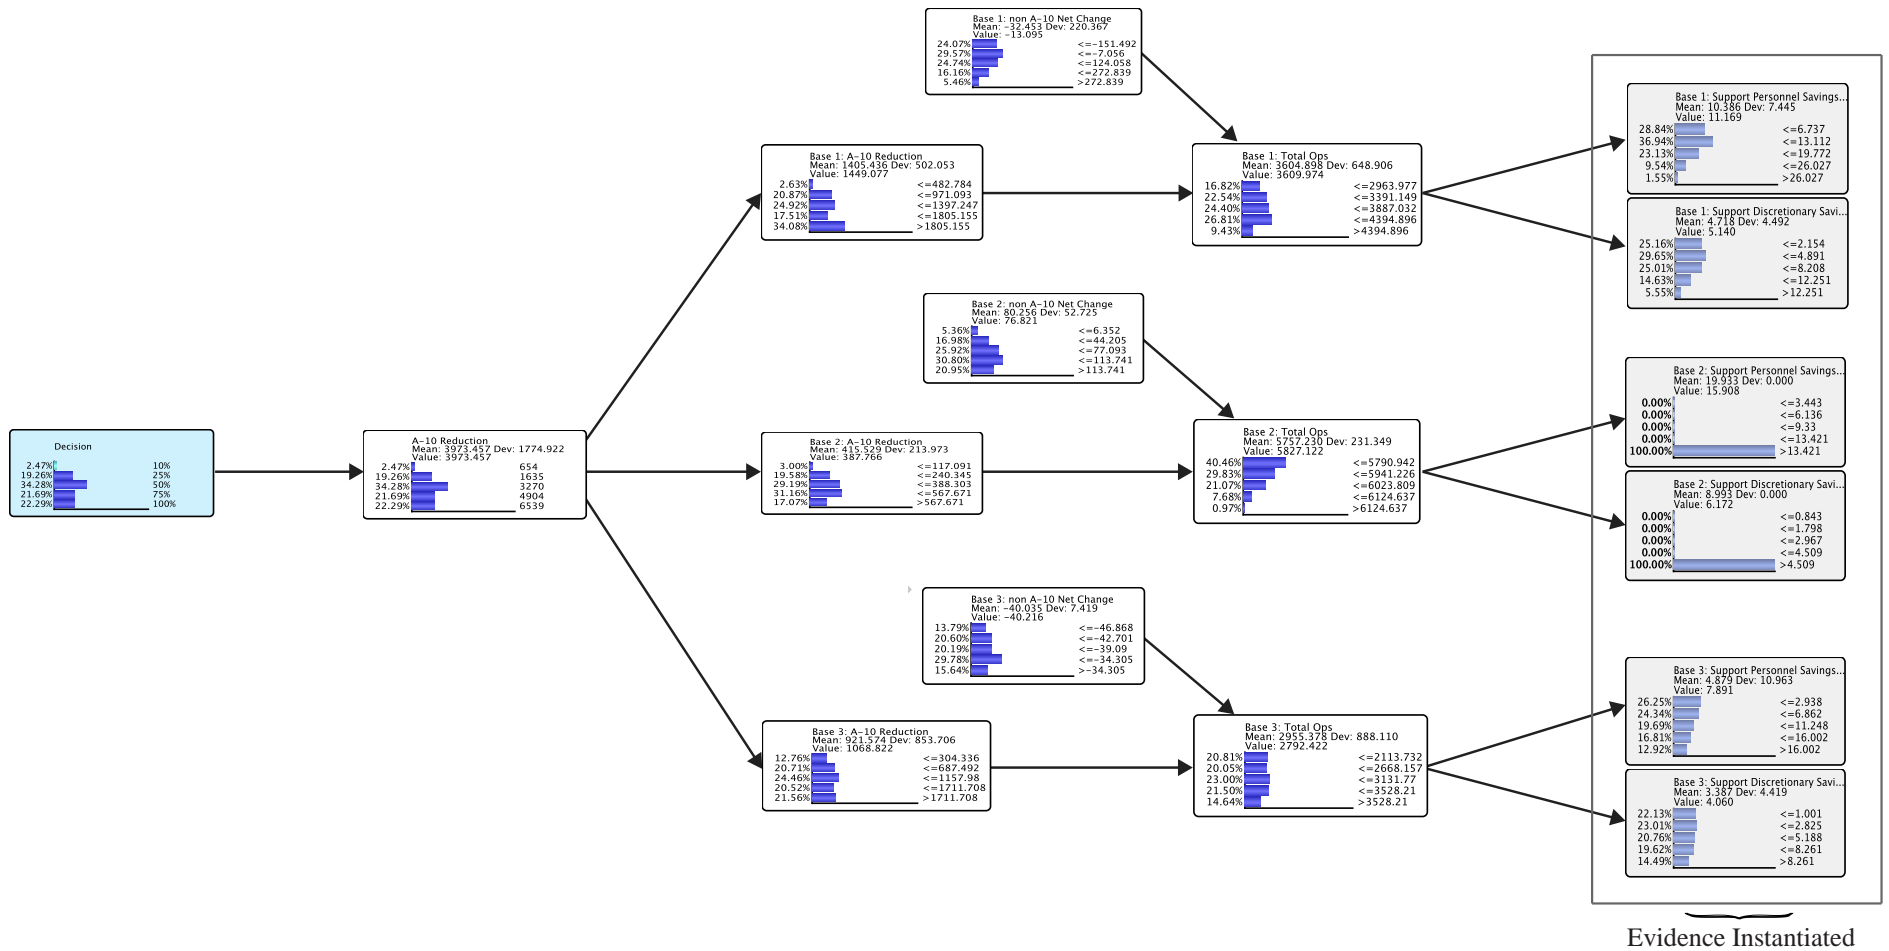 Decision
2.47% 10%
19.26% 25%
34.28% 50%
21.69% 75%
22.29% 100%
A-10 Reduction
Mean: 3973.457 Dev: 1774.922
Value: 3973.457
2.47% 654
19.26% 1635
34.28% 3270
21.69% 4904
22.29% 6539
Base 1: A-10 Reduction
Mean: 1405.436 Dev: 502.053
Value: 1449.077
2.63% <=482.784
20.87% <=971.093
24.92% <=1397.247
17.51% <=1805.155
34.08% >1805.155
Base 2: A-10 Reduction
Mean: 415.529 Dev: 213.973
Value: 387.766
3.00% <=117.091
19.58% <=240.345
29.19% <=388.303
31.16% <=567.671
17.07% >567.671
Base 3: A-10 Reduction
Mean: 921.574 Dev: 853.706
Value: 1068.822
12.76% <=304.336
20.71% <=687.492
24.46% <=1157.98
20.52% <=1711.708
21.56% >1711.708
Base 1: non A-10 Net Change
Mean: -32.453 Dev: 220.367
Value: -13.095
24.07% <=-151.492
29.57% <=-7.056
24.74% <=124.058
16.16% <=272.839
5.46% >272.839
Base 2: non A-10 Net Change
Mean: 80.256 Dev: 52.725
Value: 76.821
5.36% <=6.352
16.98% <=44.205
25.92% <=77.093
30.80% <=113.741
20.95% >113.741
Base 3: non A-10 Net Change
Mean: -40.035 Dev: 7.419
Value: -40.216
13.79% <=-46.868
20.60% <=-42.701
20.19% <=-39.09
29.78% <=-34.305
15.64% >-34.305
Base 1: Total Ops
Mean: 3604.898 Dev: 648.906
Value: 3609.974
16.82% <=2963.977
22.54% <=3391.149
24.40% <=3887.032
26.81% <=4394.896
9.43% >4394.896
Base 2: Total Ops
Mean: 5757.230 Dev: 231.349
Value: 5827.122
40.46% <=5790.942
29.83% <=5941.226
21.07% <=6023.809
7.68% <=6124.637
0.97% >6124.637
Base 3: Total Ops
Mean: 2955.378 Dev: 888.110
Value: 2792.422
20.81% <=2113.732
20.05% <=2668.157
23.00% <=3131.77
21.50% <=3528.21
14.64% >3528.21
Base 1: Support Personnel Savings...
Mean: 10.386 Dev: 7.445
Value: 11.169
28.84% <=6.737
36.94% <=13.112
23.13% <=19.772
9.54% <=26.027
1.55% >26.027
Base 1: Support Discretionary Savi...
Mean: 4.718 Dev: 4.492
Value: 5.140
25.16% <=2.154
29.65% <=4.891
25.01% <=8.208
14.63% <=12.251
5.55% >12.251
Base 2: Support Personnel Savings...
Mean: 19.933 Dev: 0.000
Value: 15.908
0.00% <=3.443
0.00% <=6.136
0.00% <=9.33
0.00% <=13.421
100.00% >13.421
Base 2: Support Discretionary Savi...
Mean: 8.993 Dev: 0.000
Value: 6.172
0.00% <=0.843
0.00% <=1.798
0.00% <=2.967
0.00% <=4.509
100.00% >4.509
Base 3: Support Personnel Savings...
Mean: 4.879 Dev: 10.963
Value: 7.891
26.25% <=2.938
24.34% <=6.862
19.69% <=11.248
16.81% <=16.002
12.92% >16.002
Base 3: Support Discretionary Savi...
Mean: 3.387 Dev: 4.419
Value: 4.060
22.13% <=1.001
23.01% <=2.825
20.76% <=5.188
19.62% <=8.261
14.49% >8.261
Evidence Instantiated